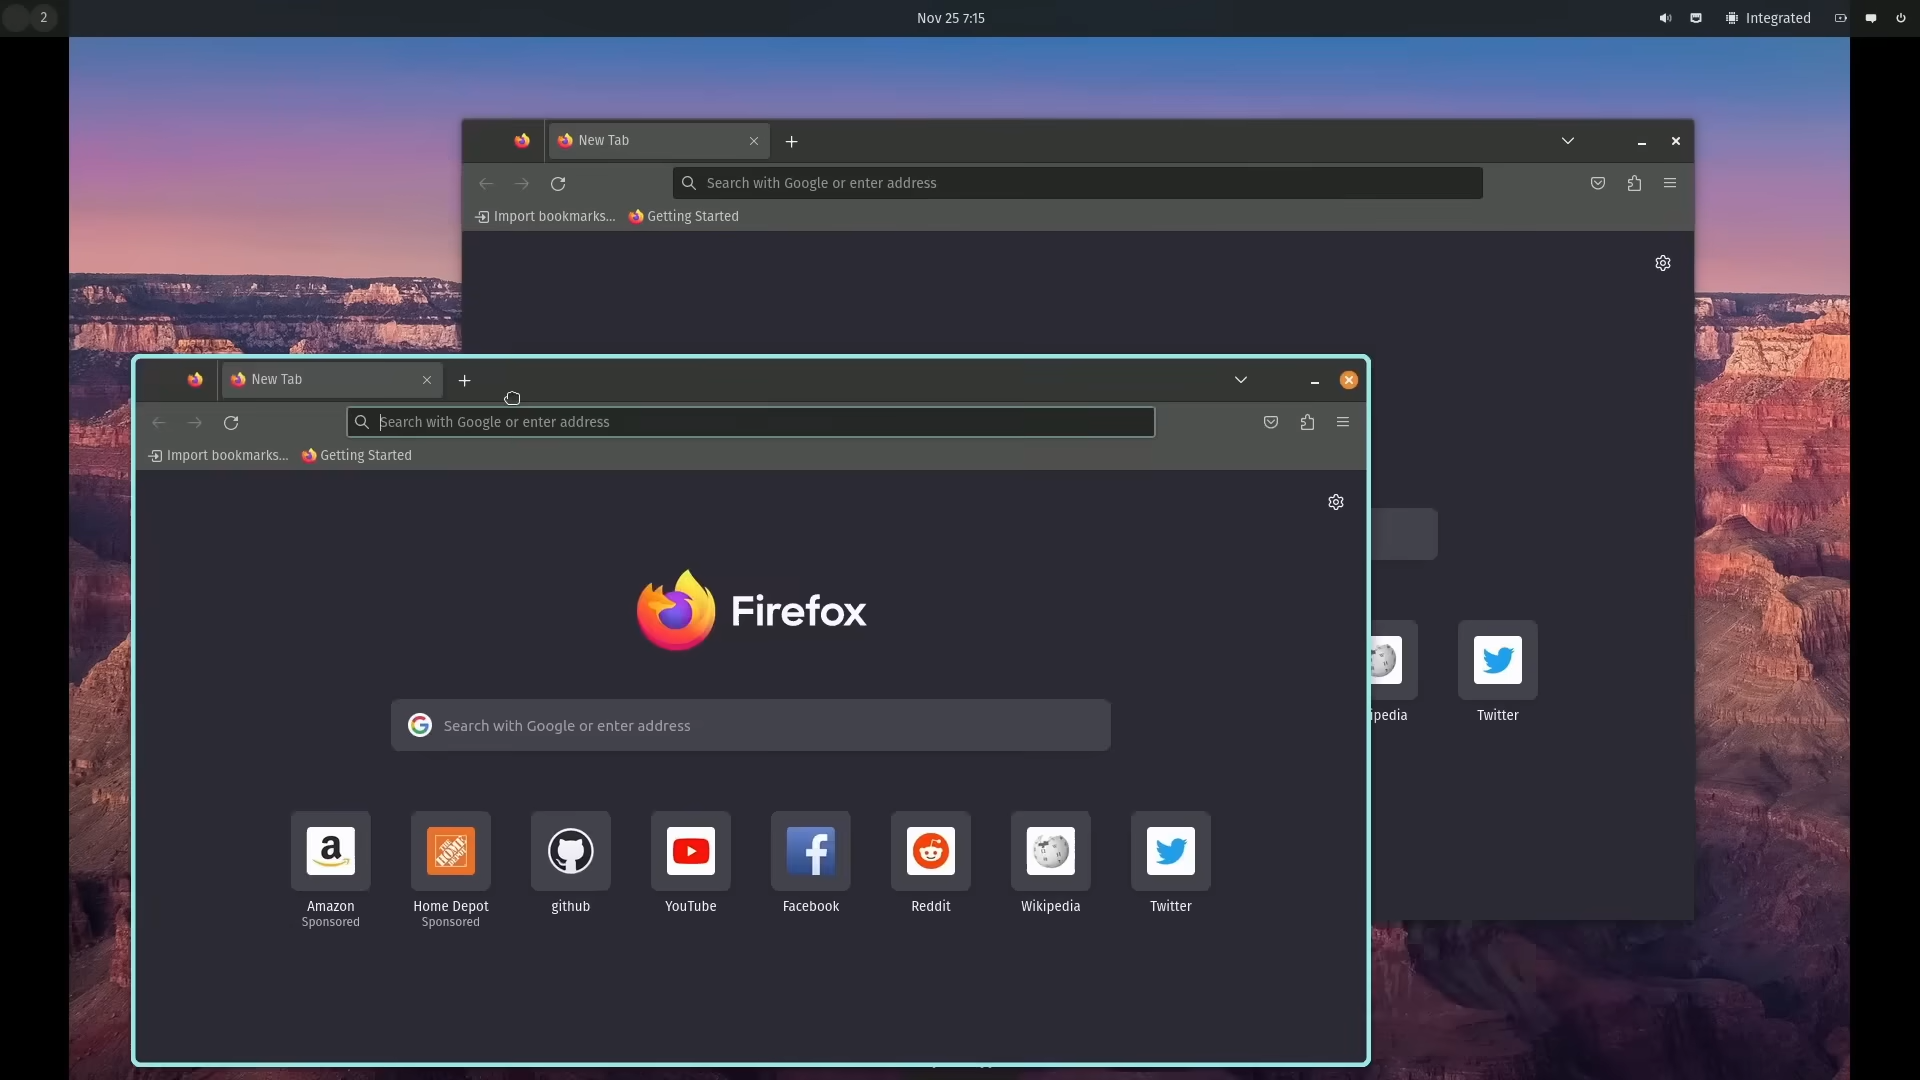 2
Nov 25 7:15
Integrated
New Tab
Search with Google or enter address
Import bookmarks...
Getting Started
New Tab
Search with Google or enter address
Import bookmarks...
Getting Started
Firefox
Search with Google or enter address
ipedia
Twitter
Amazon
Sponsored
Home Depot
Sponsored
github
YouTube
Facebook
Reddit
Wikipedia
Twitter